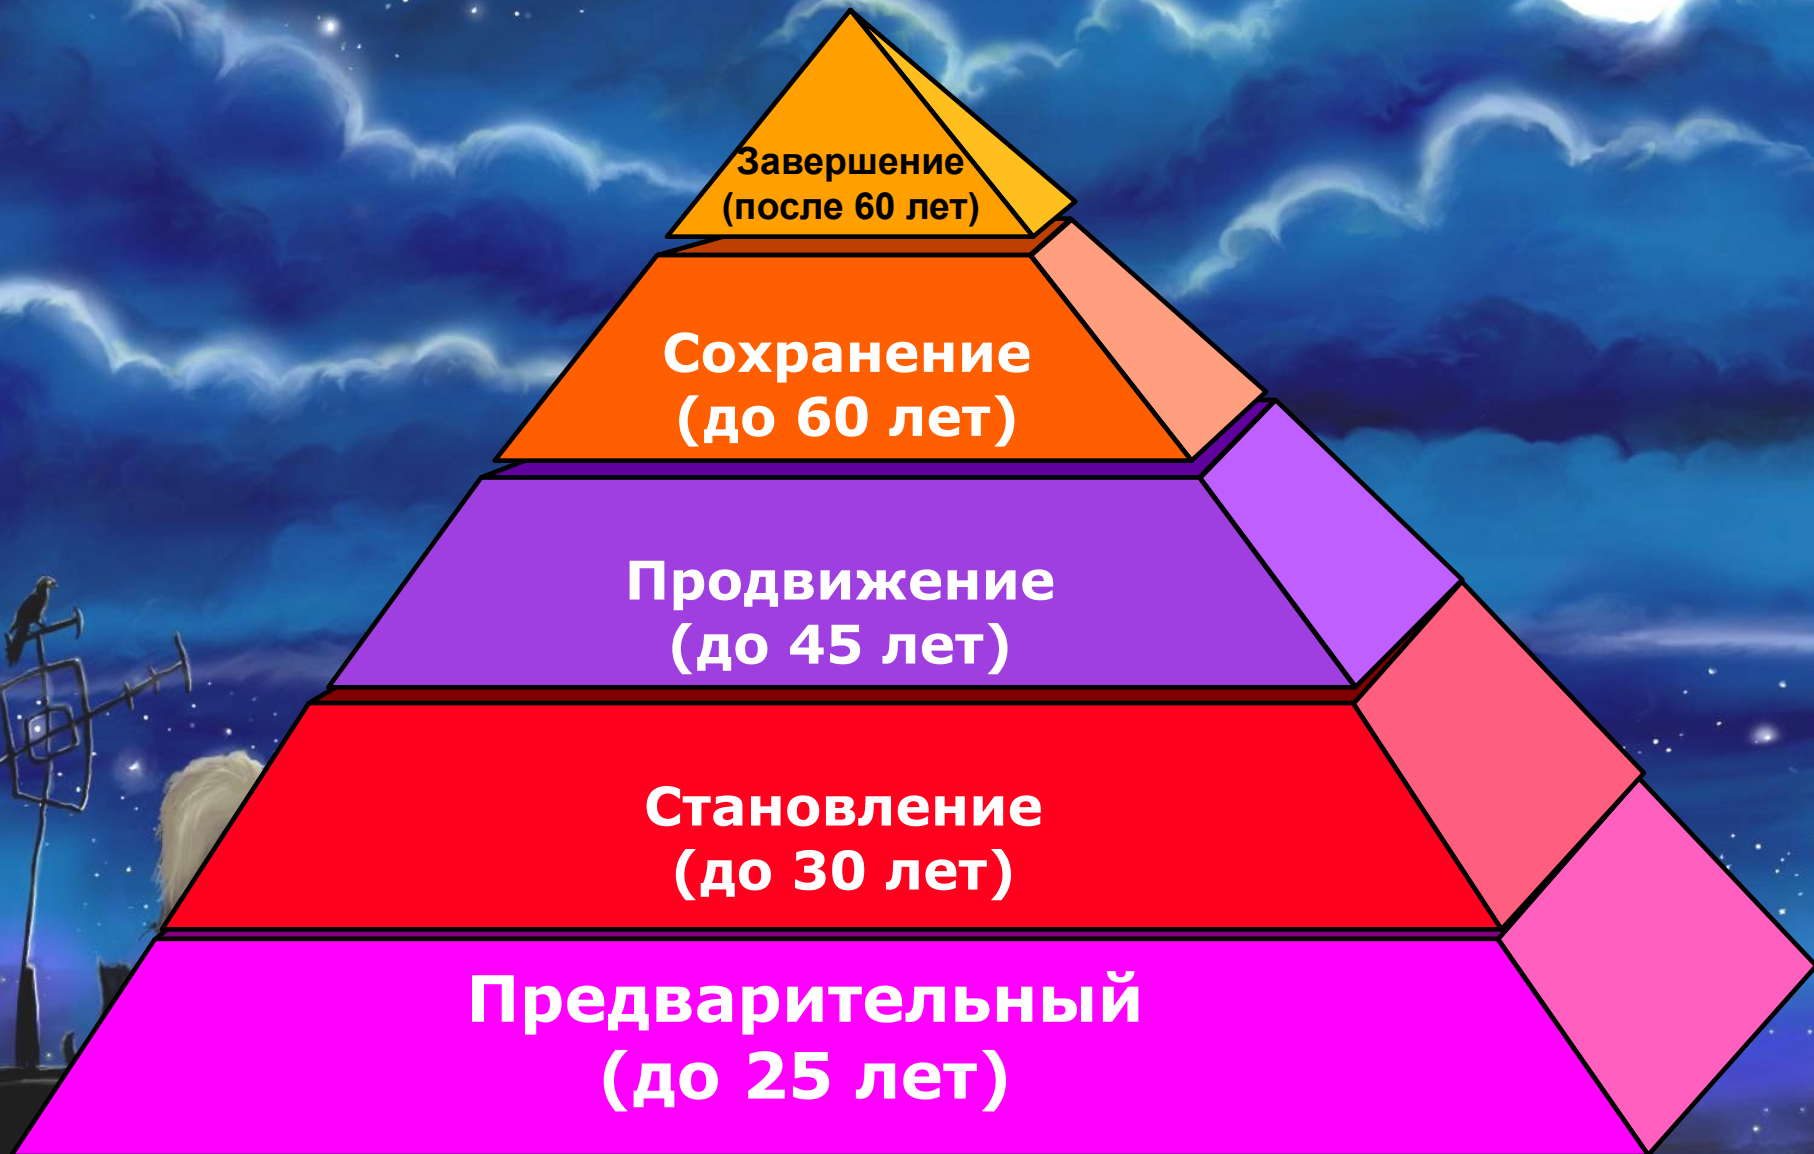 Завершение
(после 60 лет)
Сохранение
(до 60 лет)
Продвижение
(до 45 лет)
Становление
(до 30 лет)
Предварительный
(до 25 лет)